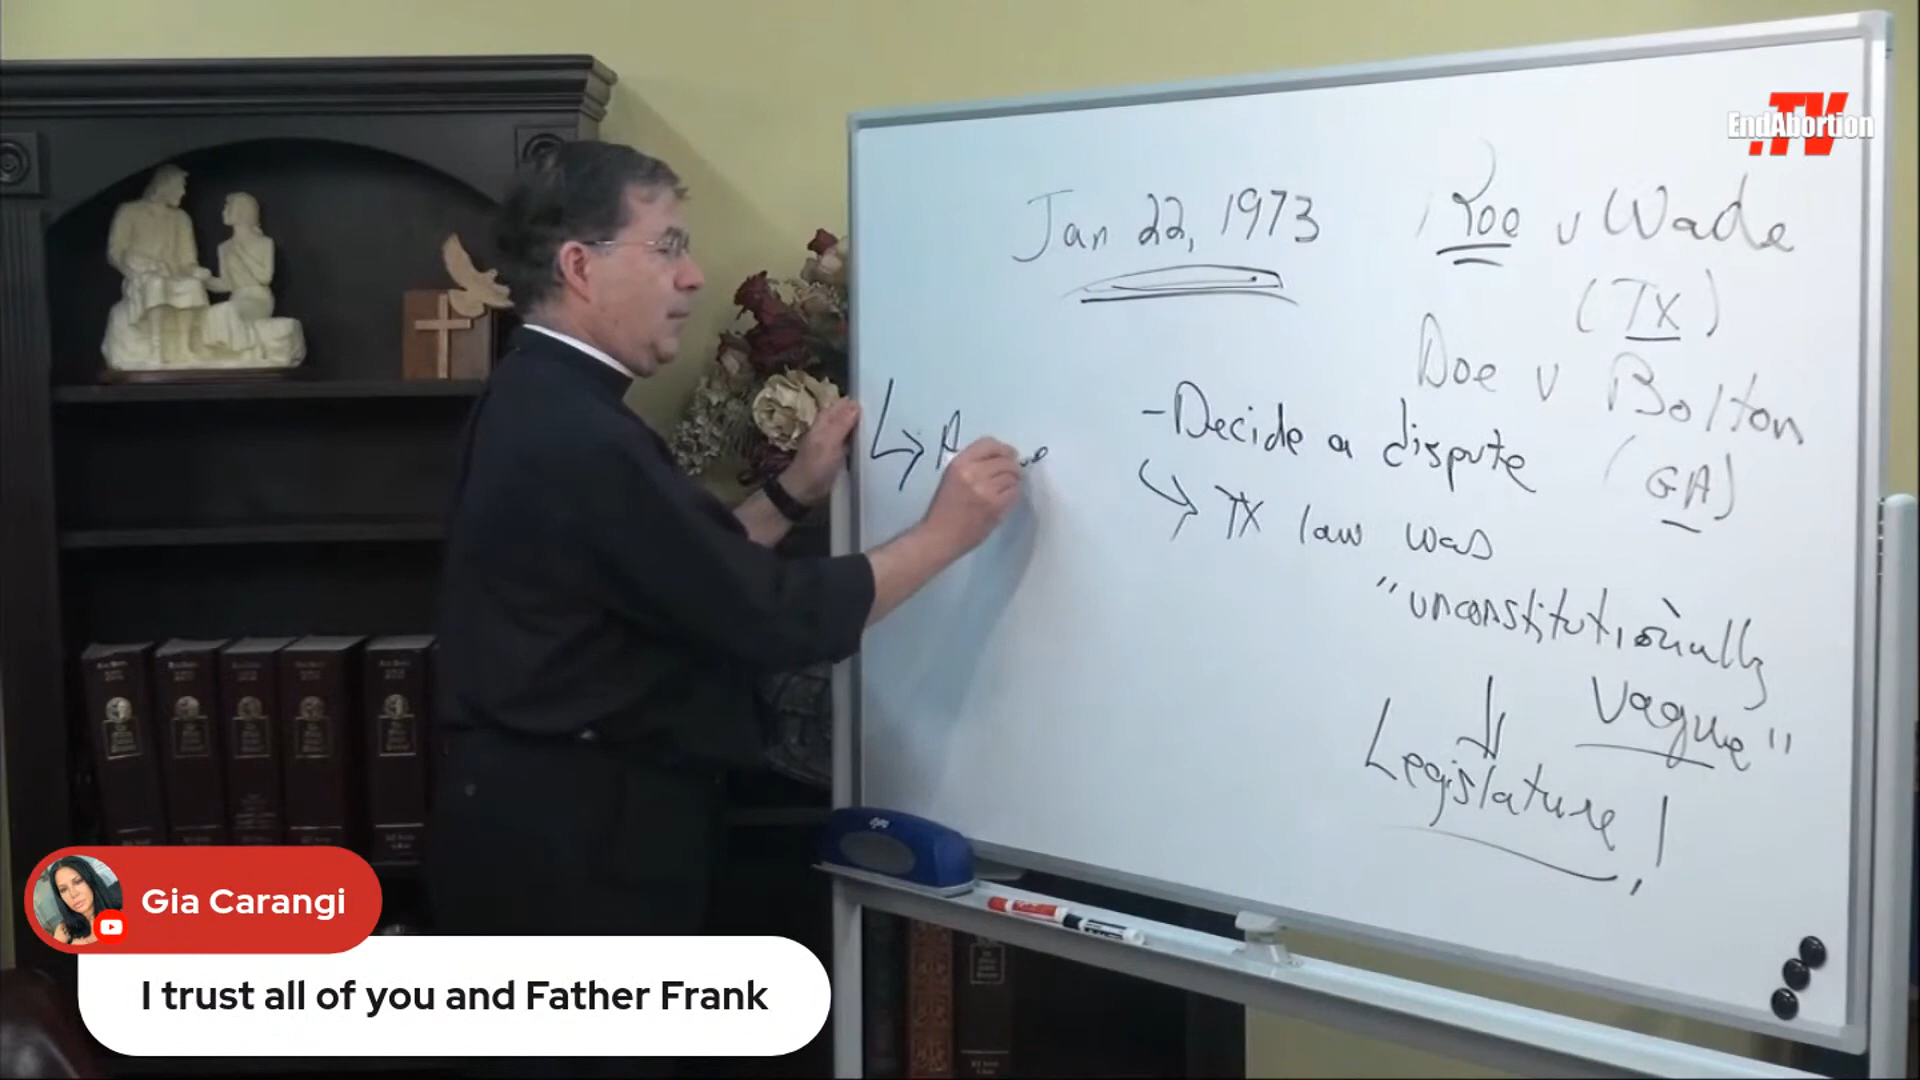 EndAbortion
.TV
Jan 22, 1973
Roe v Wade
(TX)
Doe v Bolton
(GA)
-Decide a dispute
TX law was
"unconstitutionally
vague"
Legislature!
Gia Carangi
I trust all of you and Father Frank